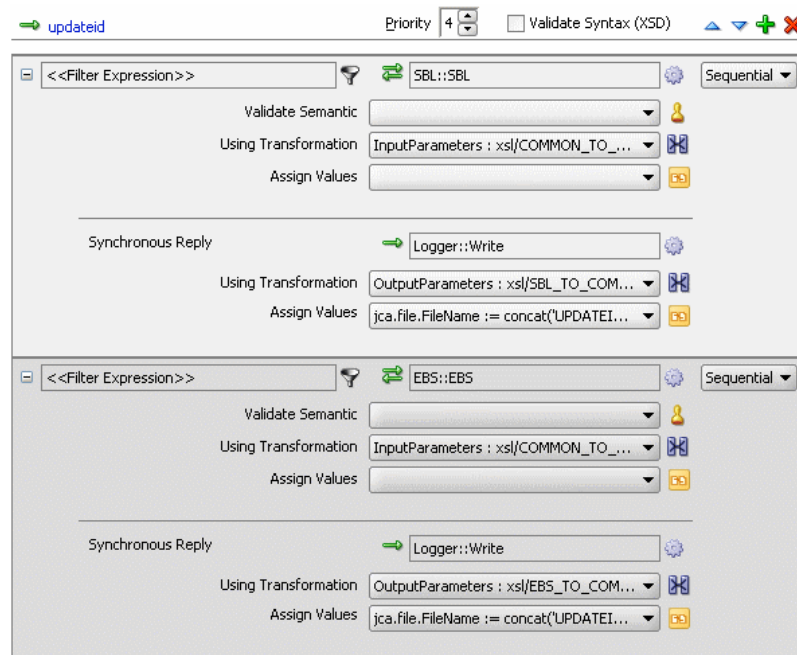 updateid Priority 4 Validate Syntax (XSD)
<<Filter Expression>> SBL::SBL Sequential
Validate Semantic
Using Transformation InputParameters : xsl/COMMON_TO_...
Assign Values
Synchronous Reply Logger::Write
Using Transformation OutputParameters : xsl/SBL_TO_COM...
Assign Values jca.file.FileName := concat('UPDATEI...
<<Filter Expression>> EBS::EBS Sequential
Validate Semantic
Using Transformation InputParameters : xsl/COMMON_TO_...
Assign Values
Synchronous Reply Logger::Write
Using Transformation OutputParameters : xsl/EBS_TO_COM...
Assign Values jca.file.FileName := concat('UPDATEI...